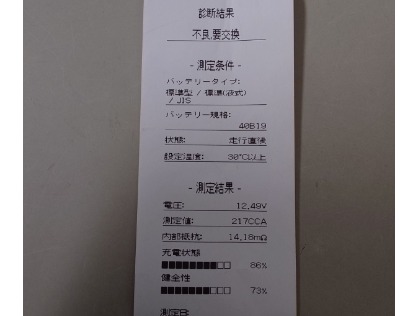 診断結果
不良,要交換
- 測定条件 -
バッテリータイプ:
標準型 / 標準(液式)
/ JIS
バッテリー規格:
40B19
状態: 走行直後
設定温度: 30℃以上
- 測定結果 -
電圧: 12.49V
測定値: 217CCA
内部抵抗: 14.18mΩ
充電状態
■■■■■■■■□□ 86%
健全性
■■■■■■■□□□ 73%
測定日: